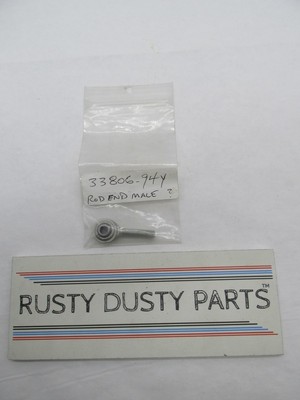 33806-94Y
ROD END MALE ?
RUSTY DUSTY PARTS™